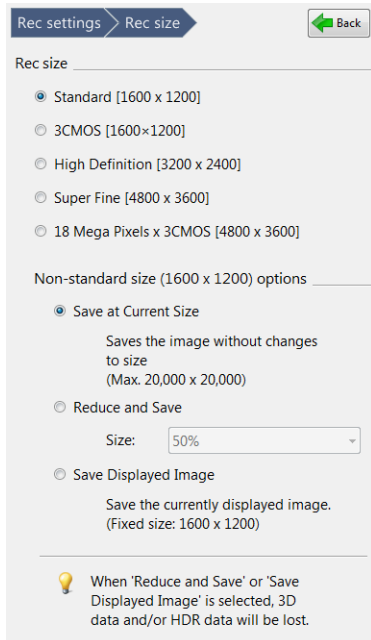 Rec settings Rec size Back
Rec size
Standard [1600 x 1200]
3CMOS [1600×1200]
High Definition [3200 x 2400]
Super Fine [4800 x 3600]
18 Mega Pixels x 3CMOS [4800 x 3600]
Non-standard size (1600 x 1200) options
Save at Current Size
Saves the image without changes
to size
(Max. 20,000 x 20,000)
Reduce and Save
Size: 50%
Save Displayed Image
Save the currently displayed image.
(Fixed size: 1600 x 1200)
When 'Reduce and Save' or 'Save
Displayed Image' is selected, 3D
data and/or HDR data will be lost.